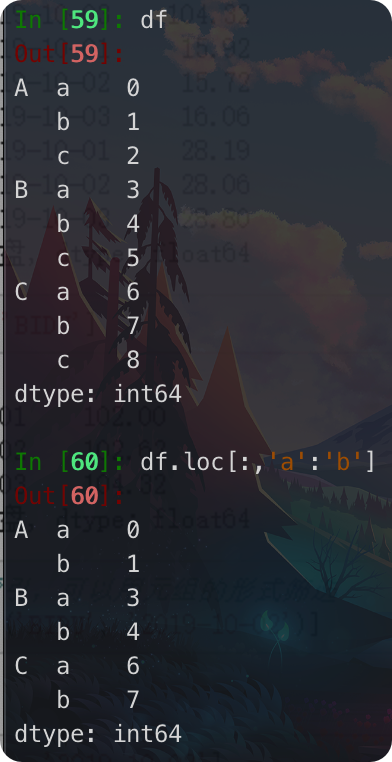 In [59]: df
Out[59]:
A  a    0
   b    1
   c    2
B  a    3
   b    4
   c    5
C  a    6
   b    7
   c    8
dtype: int64
In [60]: df.loc[:,'a':'b']
Out[60]:
A  a    0
   b    1
B  a    3
   b    4
C  a    6
   b    7
dtype: int64